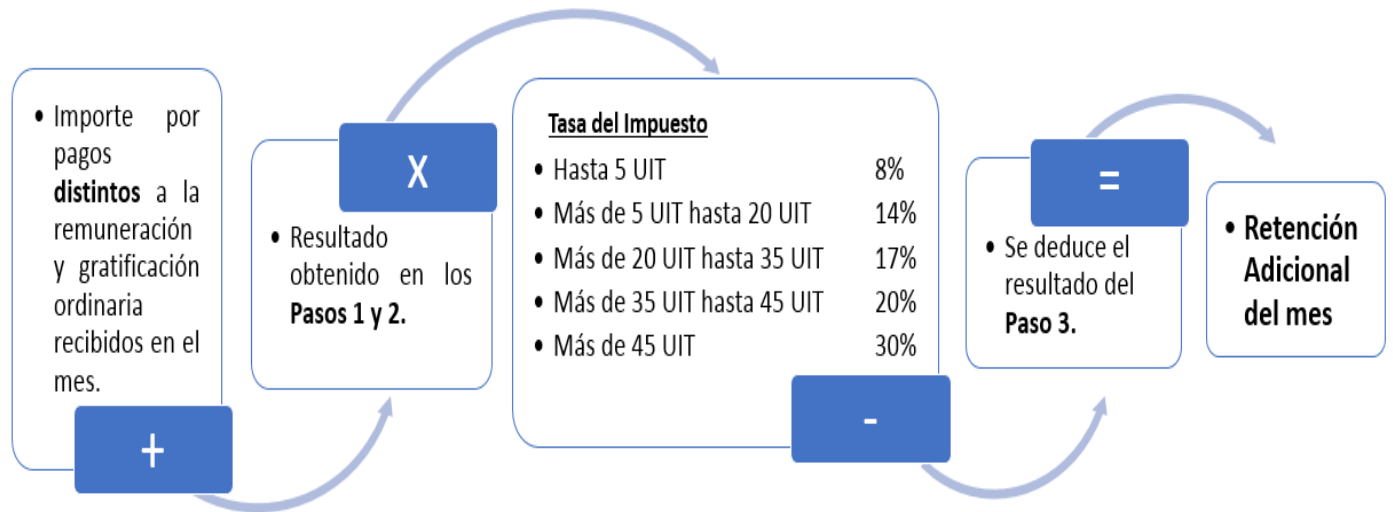 • Importe por
pagos
distintos a la
remuneración
y gratificación
ordinaria
recibidos en el
mes.
+
• Resultado
obtenido en los
Pasos 1 y 2.
X
Tasa del Impuesto
• Hasta 5 UIT 8%
• Más de 5 UIT hasta 20 UIT 14%
• Más de 20 UIT hasta 35 UIT 17%
• Más de 35 UIT hasta 45 UIT 20%
• Más de 45 UIT 30%
-
• Se deduce el
resultado del
Paso 3.
=
• Retención
Adicional
del mes